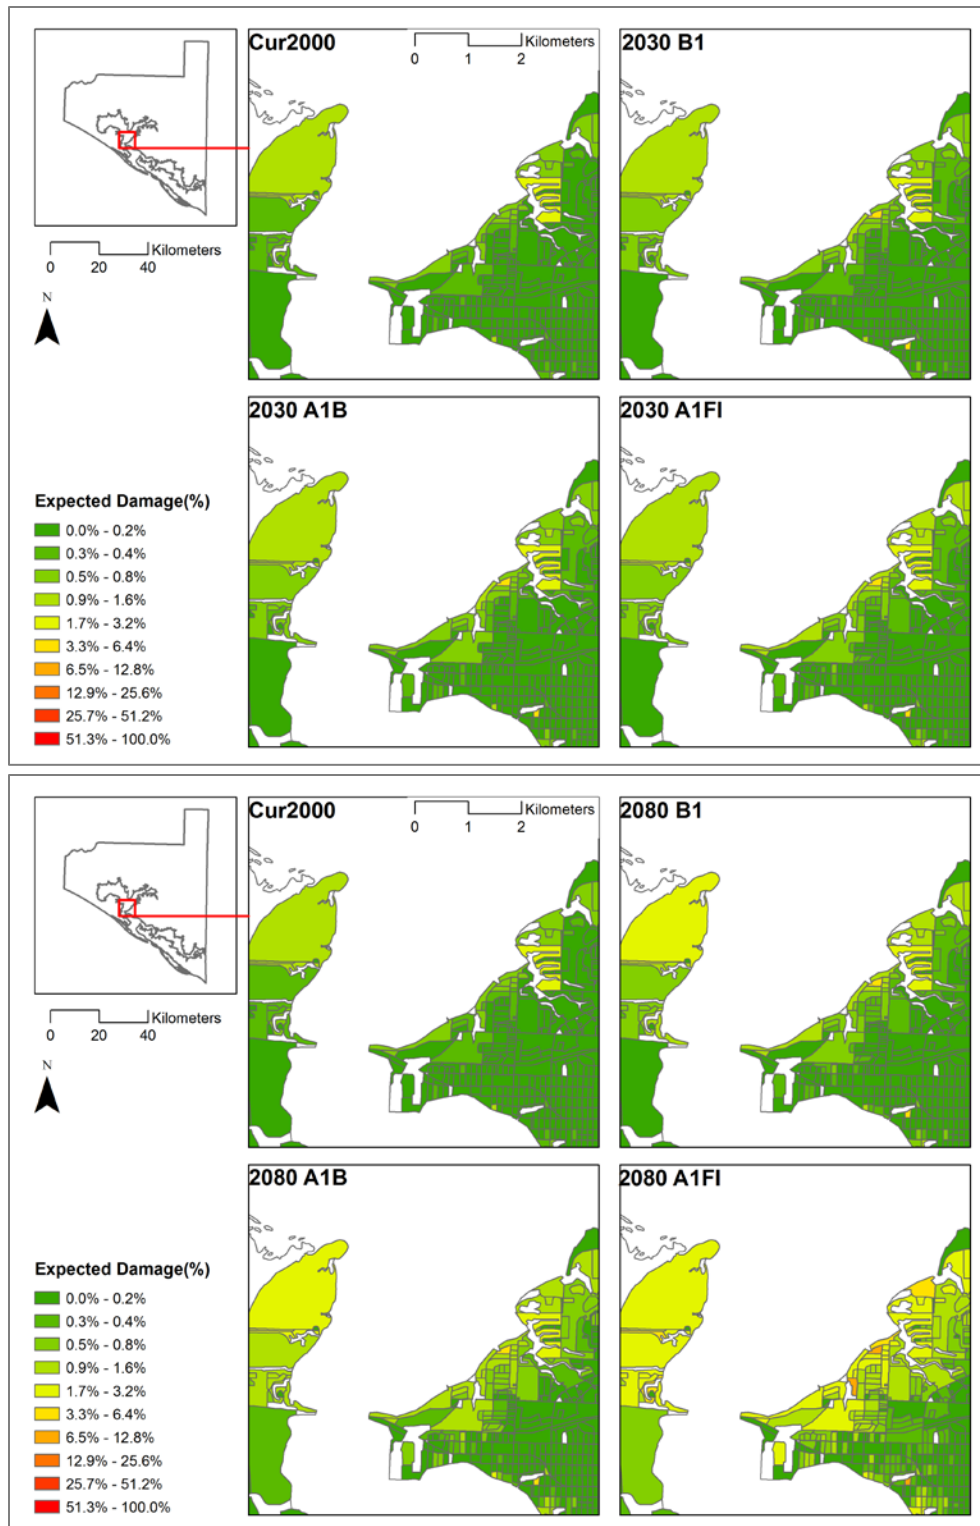 Cur2000
Kilometers
0 1 2
2030 B1
Kilometers
0 20 40
N
2030 A1B
2030 A1FI
Expected Damage(%)
0.0% - 0.2%
0.3% - 0.4%
0.5% - 0.8%
0.9% - 1.6%
1.7% - 3.2%
3.3% - 6.4%
6.5% - 12.8%
12.9% - 25.6%
25.7% - 51.2%
51.3% - 100.0%
Cur2000
Kilometers
0 1 2
2080 B1
Kilometers
0 20 40
N
2080 A1B
2080 A1FI
Expected Damage(%)
0.0% - 0.2%
0.3% - 0.4%
0.5% - 0.8%
0.9% - 1.6%
1.7% - 3.2%
3.3% - 6.4%
6.5% - 12.8%
12.9% - 25.6%
25.7% - 51.2%
51.3% - 100.0%